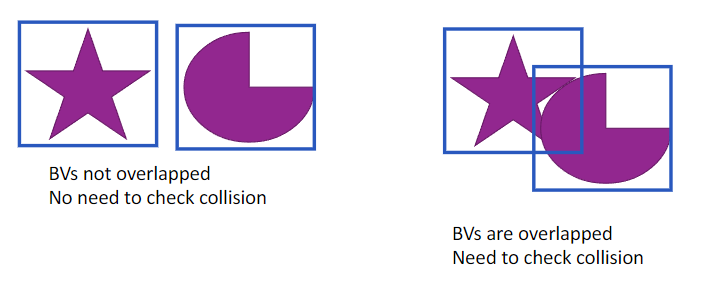 BVs not overlapped
No need to check collision
BVs are overlapped
Need to check collision